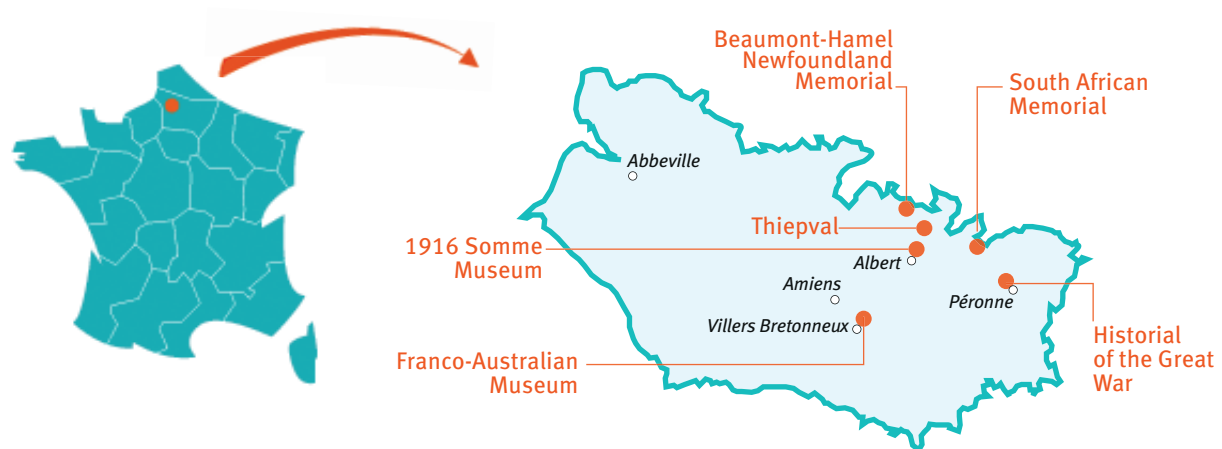 Beaumont-Hamel
Newfoundland
Memorial
South African
Memorial
Abbeville
Thiepval
1916 Somme
Museum
Albert
Amiens
Péronne
Villers Bretonneux
Franco-Australian
Museum
Historial
of the Great
War